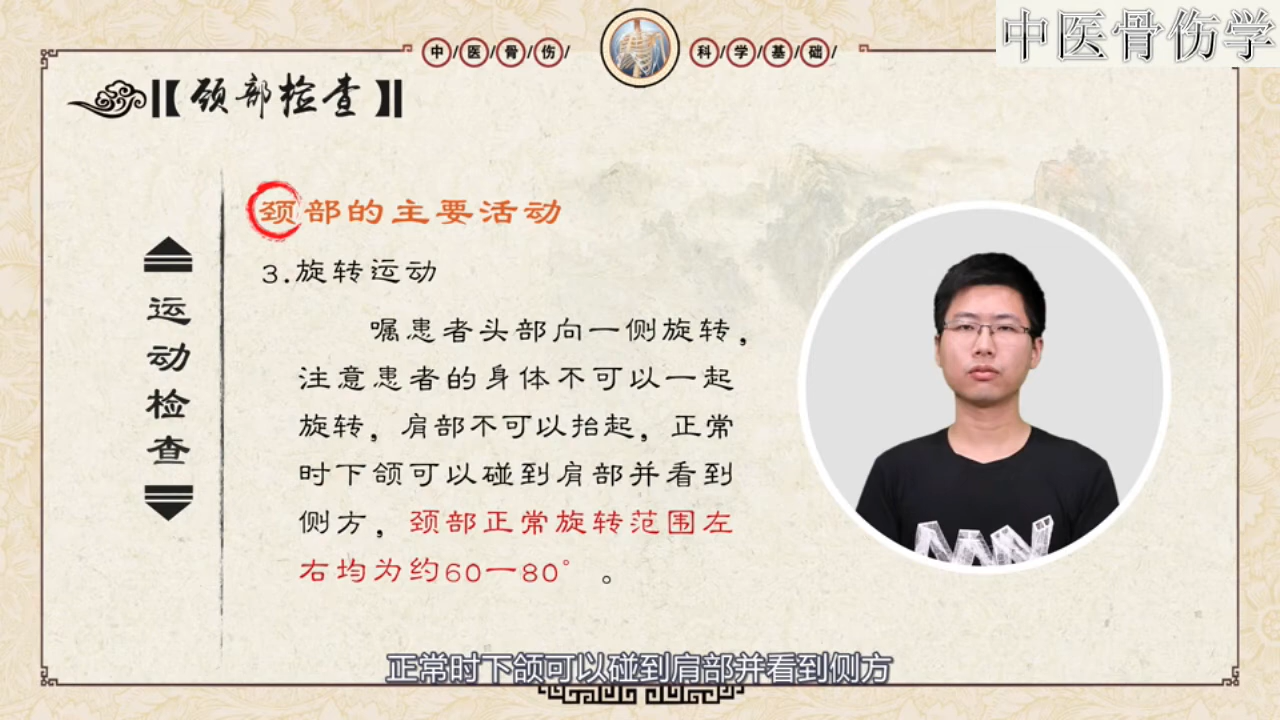 中/医/骨/伤/ 科/学/基/础/
中医骨伤学
【颈部检查】
颈部的主要活动
3.旋转运动
嘱患者头部向一侧旋转，
注意患者的身体不可以一起
旋转，肩部不可以抬起，正常
时下颌可以碰到肩部并看到
侧方，颈部正常旋转范围左
右均为约60—80°。
运动检查
正常时下颌可以碰到肩部并看到侧方